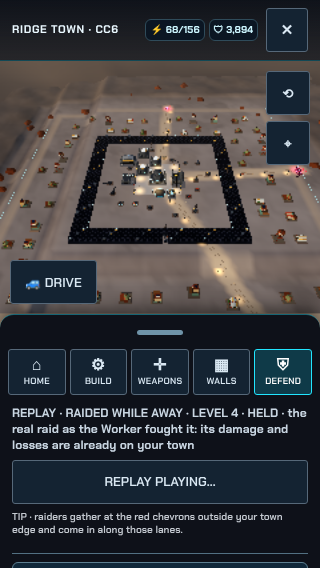 RIDGE TOWN · CC6
⚡ 68/156
🛡 3,894
✕
DRIVE
HOME
BUILD
WEAPONS
WALLS
DEFEND
REPLAY · RAIDED WHILE AWAY · LEVEL 4 · HELD · the
real raid as the Worker fought it: its damage and
losses are already on your town
REPLAY PLAYING...
TIP · raiders gather at the red chevrons outside your town
edge and come in along those lanes.